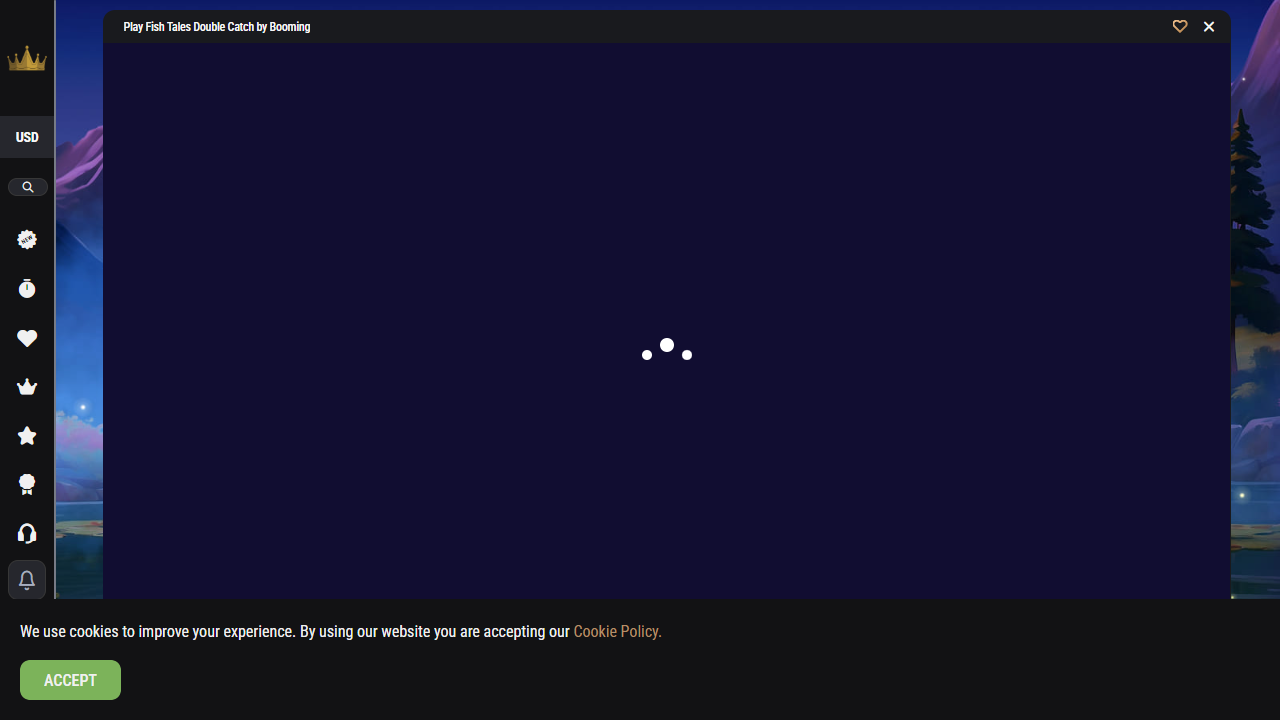 Play Fish Tales Double Catch by Booming
USD
NEW
We use cookies to improve your experience. By using our website you are accepting our Cookie Policy.
ACCEPT